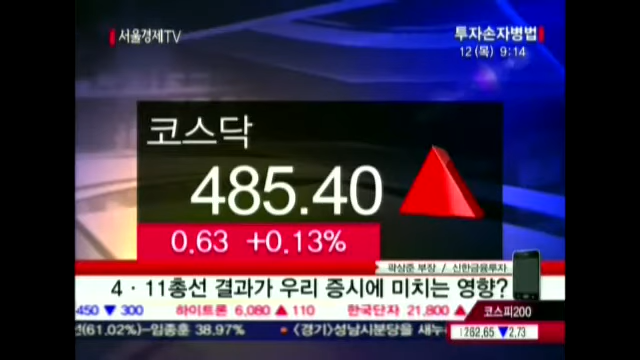 서울경제TV
투자손자병법
12(목) 9:14
코스닥
485.40
0.63 +0.13%
곽상준 부장 / 신한금융투자
4·11총선 결과가 우리 증시에 미치는 영향?
450 ▼ 300 하이트론 6,080 ▲ 110 한국단자 21,800 ▲
코스피200
(61.02%)-임종훈 38.97% <경기>성남시분당을 새누
262.65 ▼2.73